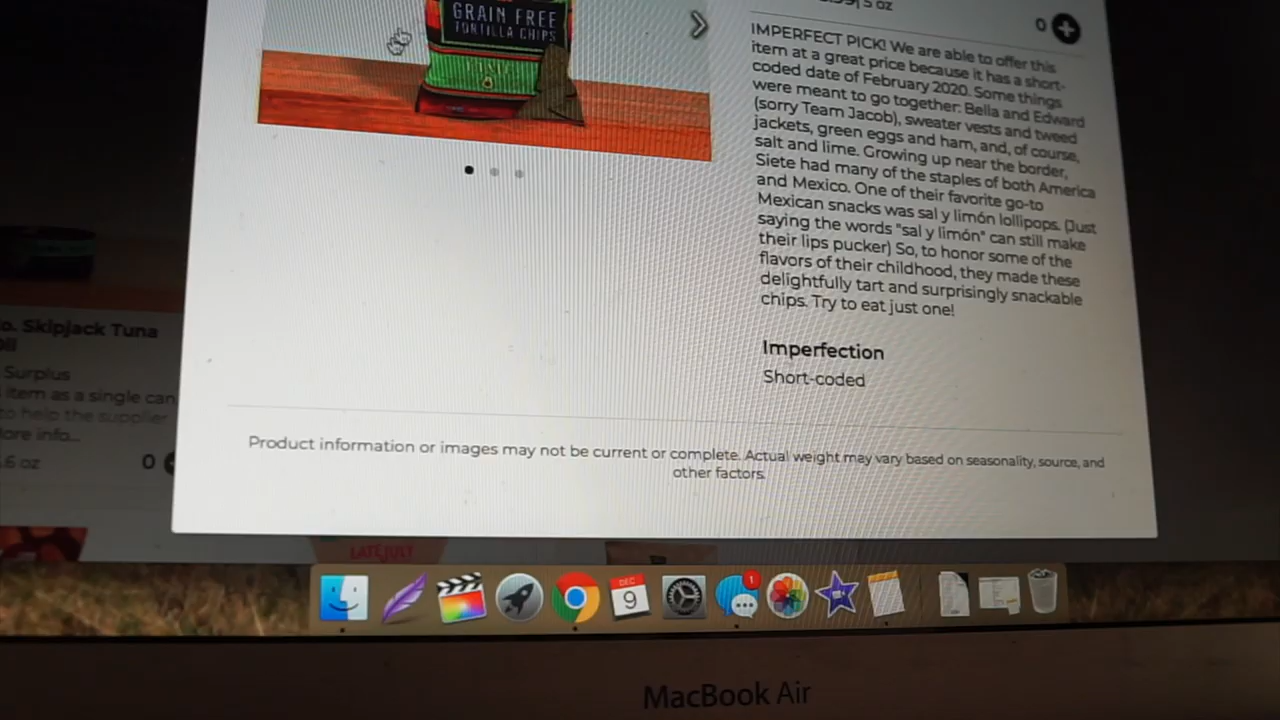 GRAIN FREE
TORTILLA CHIPS
5 oz
0
IMPERFECT PICK! We are able to offer this
item at a great price because it has a short-
coded date of February 2020. Some things
were meant to go together: Bella and Edward
(sorry Team Jacob), sweater vests and tweed
jackets, green eggs and ham, and, of course,
salt and lime. Growing up near the border,
Siete had many of the staples of both America
and Mexico. One of their favorite go-to
Mexican snacks was sal y limón lollipops. (Just
saying the words "sal y limón" can still make
their lips pucker) So, to honor some of the
flavors of their childhood, they made these
delightfully tart and surprisingly snackable
chips. Try to eat just one!
Imperfection
Short-coded
o. Skipjack Tuna
Surplus
item as a single can
to help the supplier
ore info...
.6 oz
0
Product information or images may not be current or complete. Actual weight may vary based on seasonality, source, and
other factors.
LATE JULY
DEC
9
1
MacBook Air